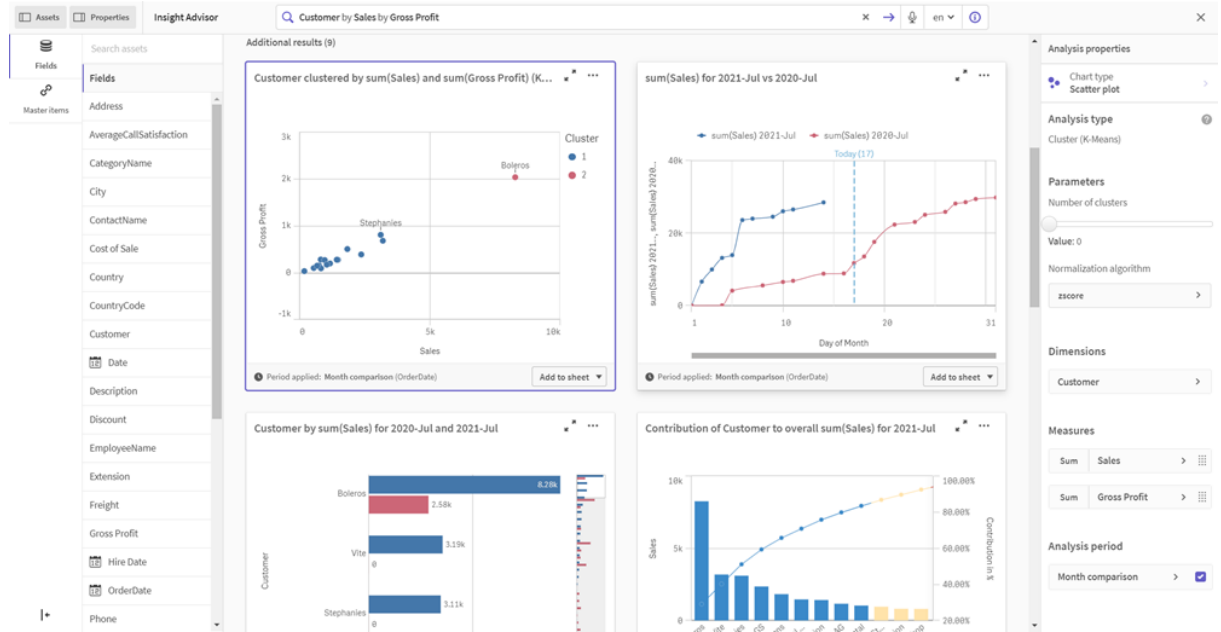 Assets
Properties
Insight Advisor
Customer by Sales by Gross Profit
en
Fields
Master items
Search assets
Fields
Address
AverageCallSatisfaction
CategoryName
City
ContactName
Cost of Sale
Country
CountryCode
Customer
Date
Description
Discount
EmployeeName
Extension
Freight
Gross Profit
Hire Date
OrderDate
Phone
Additional results (9)
Customer clustered by sum(Sales) and sum(Gross Profit) (K...
3k
2k
1k
0
-1k
Gross Profit
Boleros
Stephanies
Cluster
1
2
0
5k
10k
Sales
Period applied: Month comparison (OrderDate)
Add to sheet
sum(Sales) for 2021-Jul vs 2020-Jul
sum(Sales) 2021-Jul
sum(Sales) 2020-Jul
Today (17)
40k
20k
0
sum(Sales) 2021..., sum(Sales) 2020...
1
10
20
31
Day of Month
Period applied: Month comparison (OrderDate)
Add to sheet
Customer by sum(Sales) for 2020-Jul and 2021-Jul
Customer
Boleros
8.28k
2.58k
Vite
3.19k
0
Stephanies
3.11k
Contribution of Customer to overall sum(Sales) for 2021-Jul
10k
5k
0
Sales
100.00%
80.00%
60.00%
40.00%
20.00%
Contribution in %
Analysis properties
Chart type
Scatter plot
Analysis type
Cluster (K-Means)
Parameters
Number of clusters
Value: 0
Normalization algorithm
zscore
Dimensions
Customer
Measures
Sum
Sales
Sum
Gross Profit
Analysis period
Month comparison